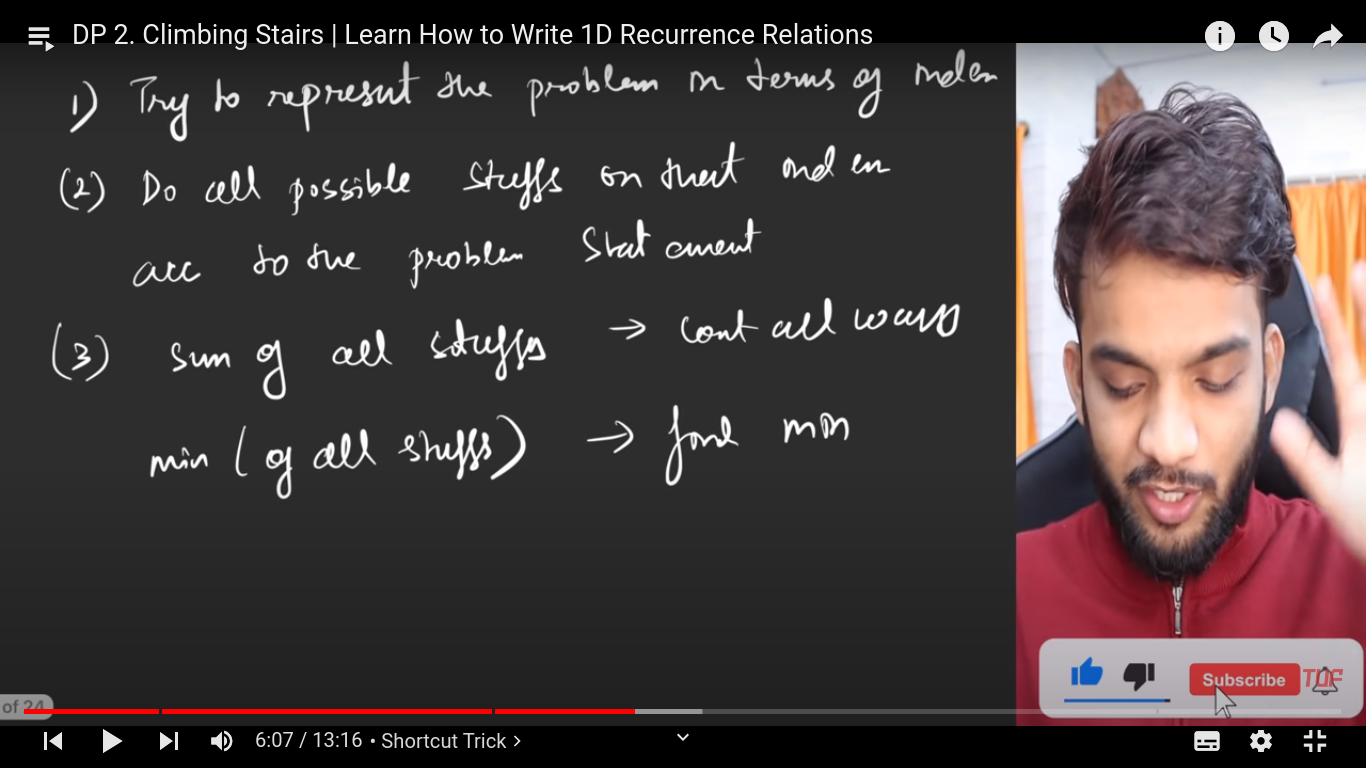 DP 2. Climbing Stairs | Learn How to Write 1D Recurrence Relations
1) Try to represent the problem in terms of index
(2) Do all possible stuffs on that index
acc to the problem Statement
(3) sum of all stuffs → count all ways
min (of all stuffs) → find min
of 24
Subscribe
TUF
6:07 / 13:16 • Shortcut Trick >